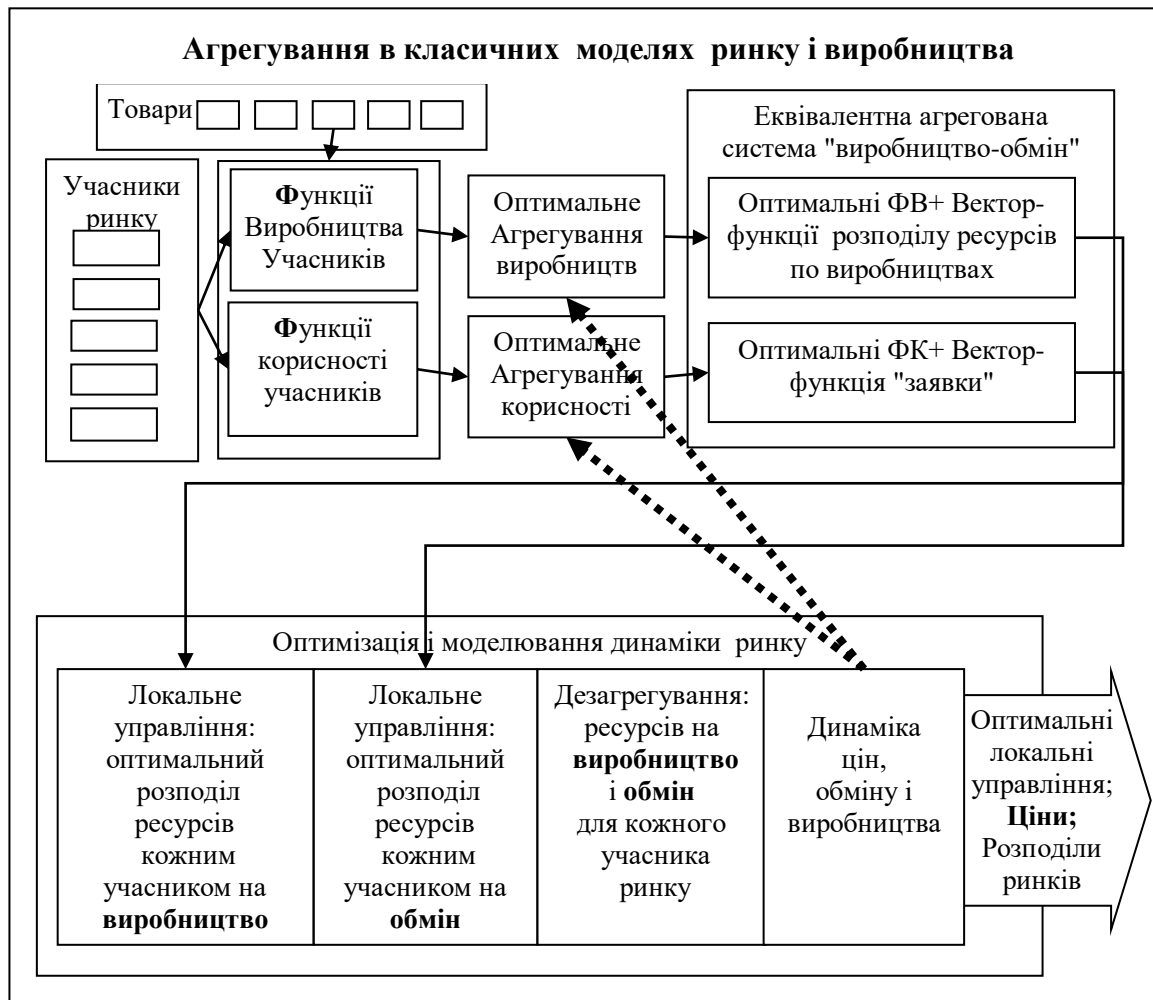 Агрегування в класичних моделях ринку і виробництва
Товари
Учасники
ринку
Функції
Виробництва
Учасників
Функції
корисності
учасників
Оптимальне
Агрегування
виробництв
Оптимальне
Агрегування
корисності
Еквівалентна агрегована
система "виробництво-обмін"
Оптимальні ФВ+ Вектор-
функції розподілу ресурсів
по виробництвах
Оптимальні ФК+ Вектор-
функція "заявки"
Оптимізація і моделювання динаміки ринку
Локальне
управління:
оптимальний
розподіл
ресурсів
кожним
учасником на
виробництво
Локальне
управління:
оптимальний
розподіл
ресурсів
кожним
учасником на
обмін
Дезагрегування:
ресурсів на
виробництво
і обмін
для кожного
учасника
ринку
Динаміка
цін,
обміну і
виробництва
Оптимальні
локальні
управління;
Ціни;
Розподіли
ринків